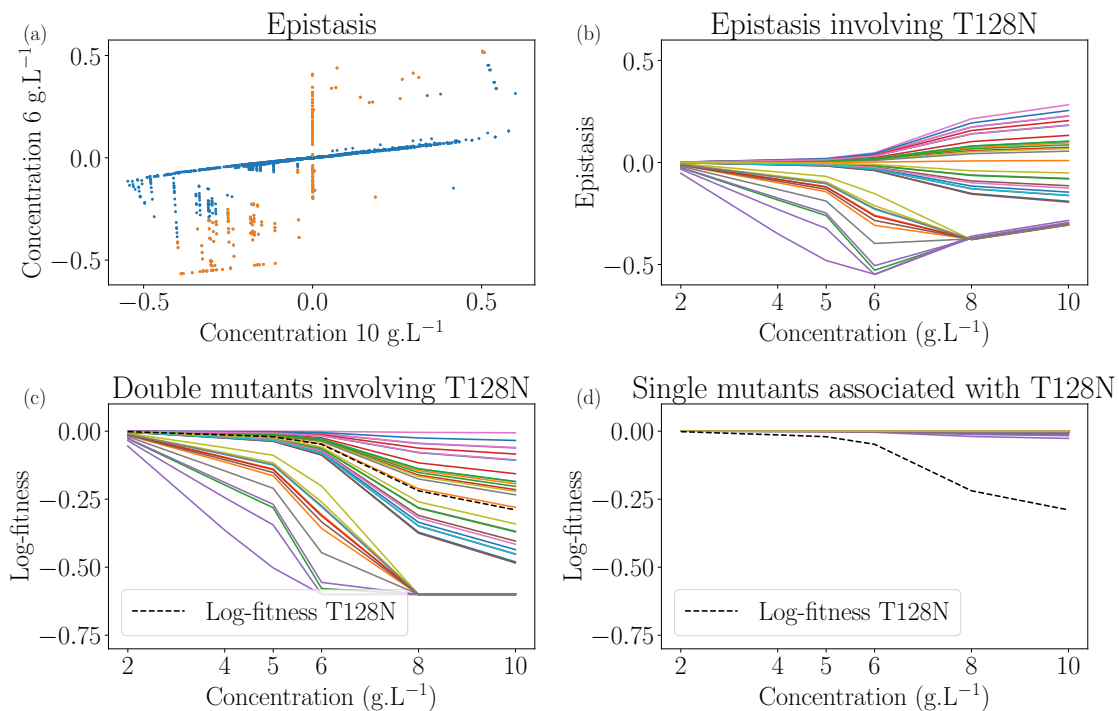 (a)
Epistasis
Concentration 6 g.L−1
0.5
0.0
−0.5
−0.5
0.0
0.5
Concentration 10 g.L−1
(b)
Epistasis involving T128N
Epistasis
0.5
0.0
−0.5
2
4
5
6
8
10
Concentration (g.L−1)
(c)
Double mutants involving T128N
Log-fitness
0.00
−0.25
−0.50
−0.75
Log-fitness T128N
2
4
5
6
8
10
Concentration (g.L−1)
(d)
Single mutants associated with T128N
Log-fitness
0.00
−0.25
−0.50
−0.75
Log-fitness T128N
2
4
5
6
8
10
Concentration (g.L−1)